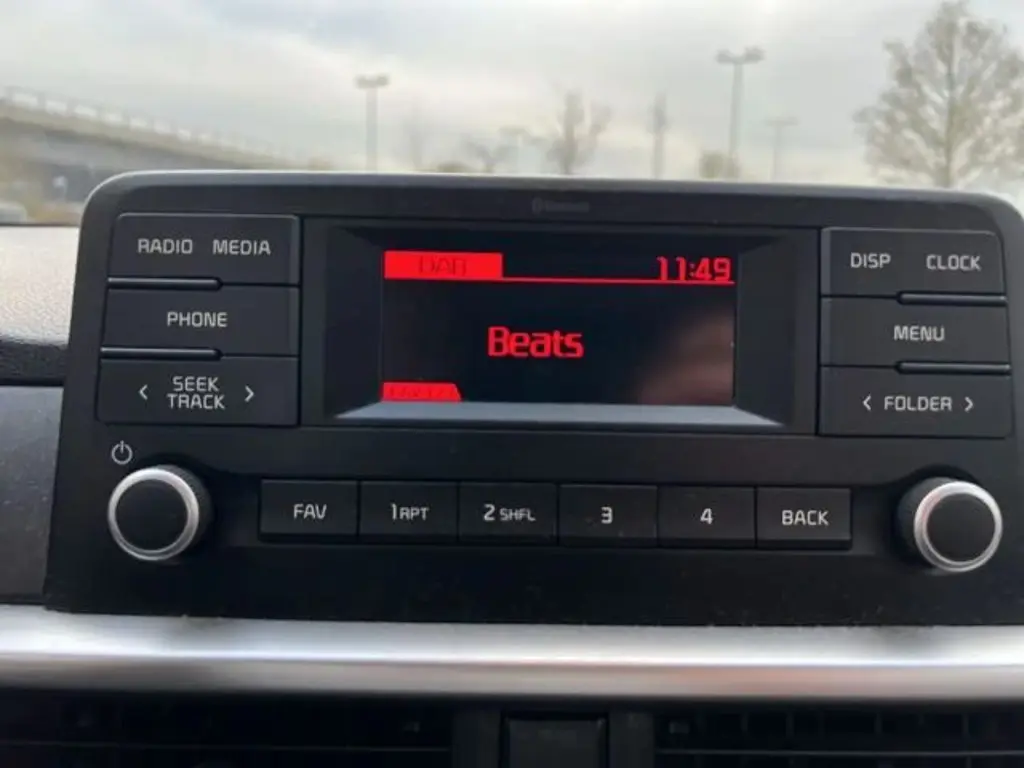 RADIO MEDIA
PHONE
< SEEK TRACK >
DAB
11:49
Beats
DISP CLOCK
MENU
< FOLDER >
FAV
1 RPT
2 SHFL
3
4
BACK